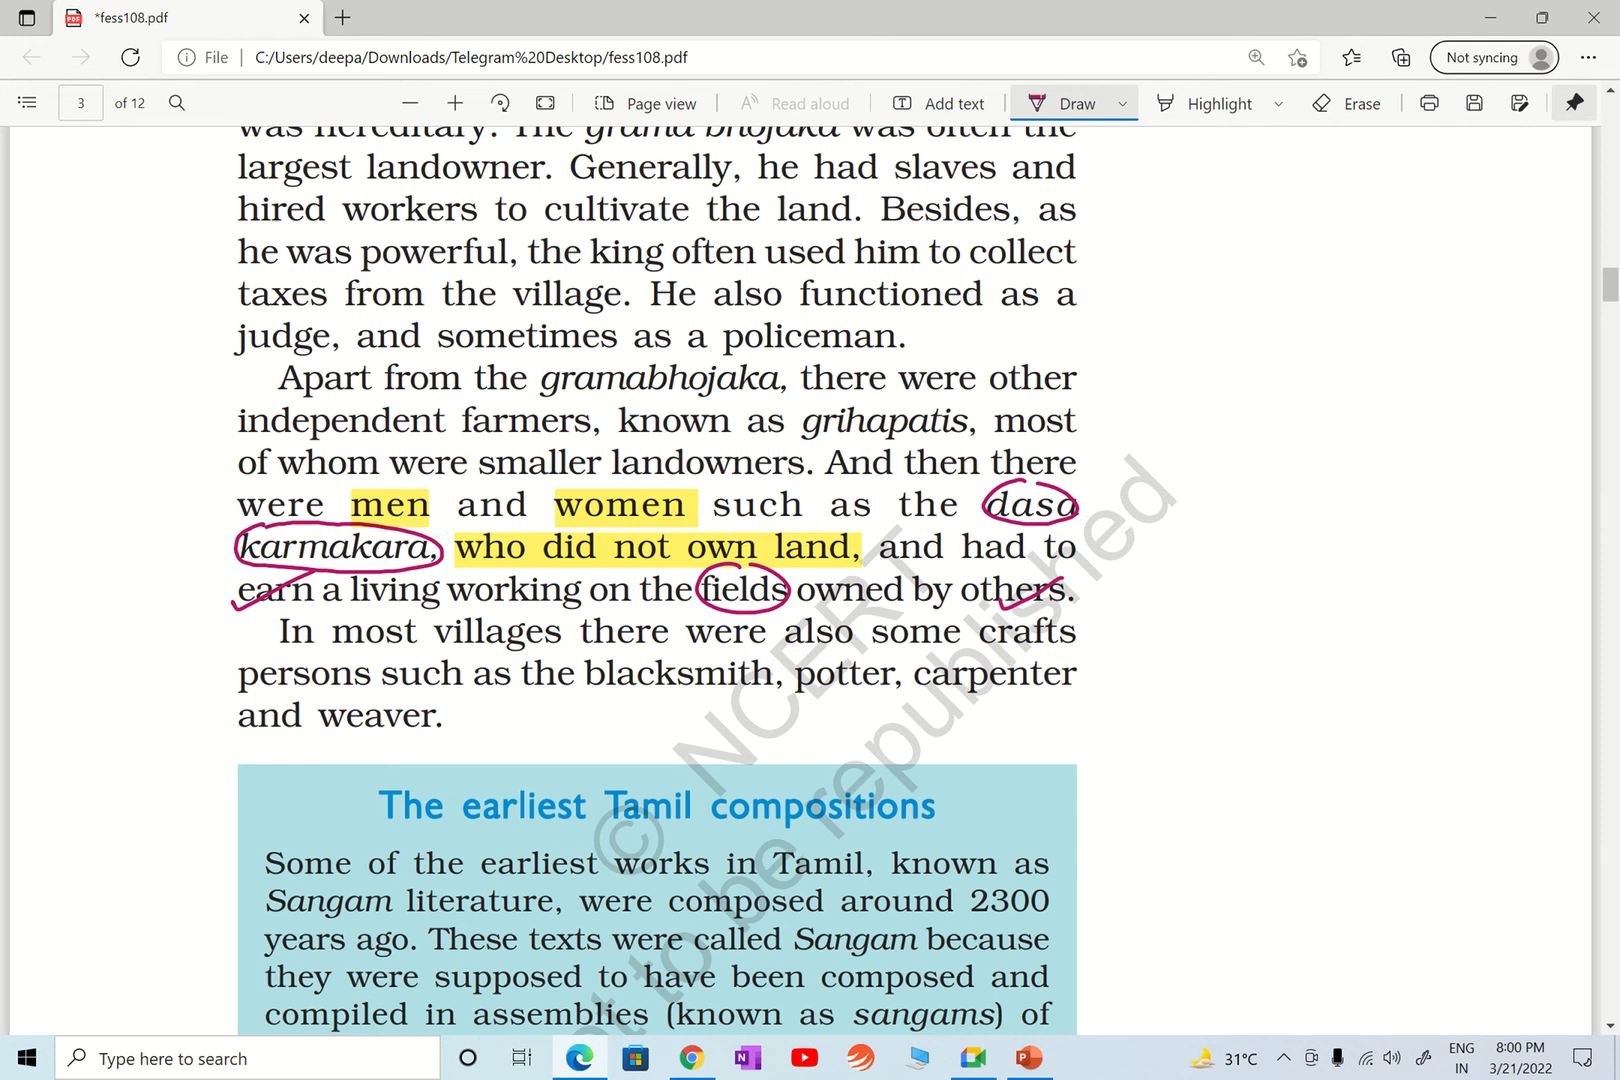 *fess108.pdf
File
C:/Users/deepa/Downloads/Telegram%20Desktop/fess108.pdf
Not syncing
3 of 12
Page view
Read aloud
Add text
Draw
Highlight
Erase
was hereditary. The grama bhojaka was often the
largest landowner. Generally, he had slaves and
hired workers to cultivate the land. Besides, as
he was powerful, the king often used him to collect
taxes from the village. He also functioned as a
judge, and sometimes as a policeman.
Apart from the gramabhojaka, there were other
independent farmers, known as grihapatis, most
of whom were smaller landowners. And then there
were men and women such as the dasa
karmakara, who did not own land, and had to
earn a living working on the fields owned by others.
In most villages there were also some crafts
persons such as the blacksmith, potter, carpenter
and weaver.
© NCERT
not to be republished
The earliest Tamil compositions
Some of the earliest works in Tamil, known as
Sangam literature, were composed around 2300
years ago. These texts were called Sangam because
they were supposed to have been composed and
compiled in assemblies (known as sangams) of
Type here to search
31°C
ENG
IN
8:00 PM
3/21/2022